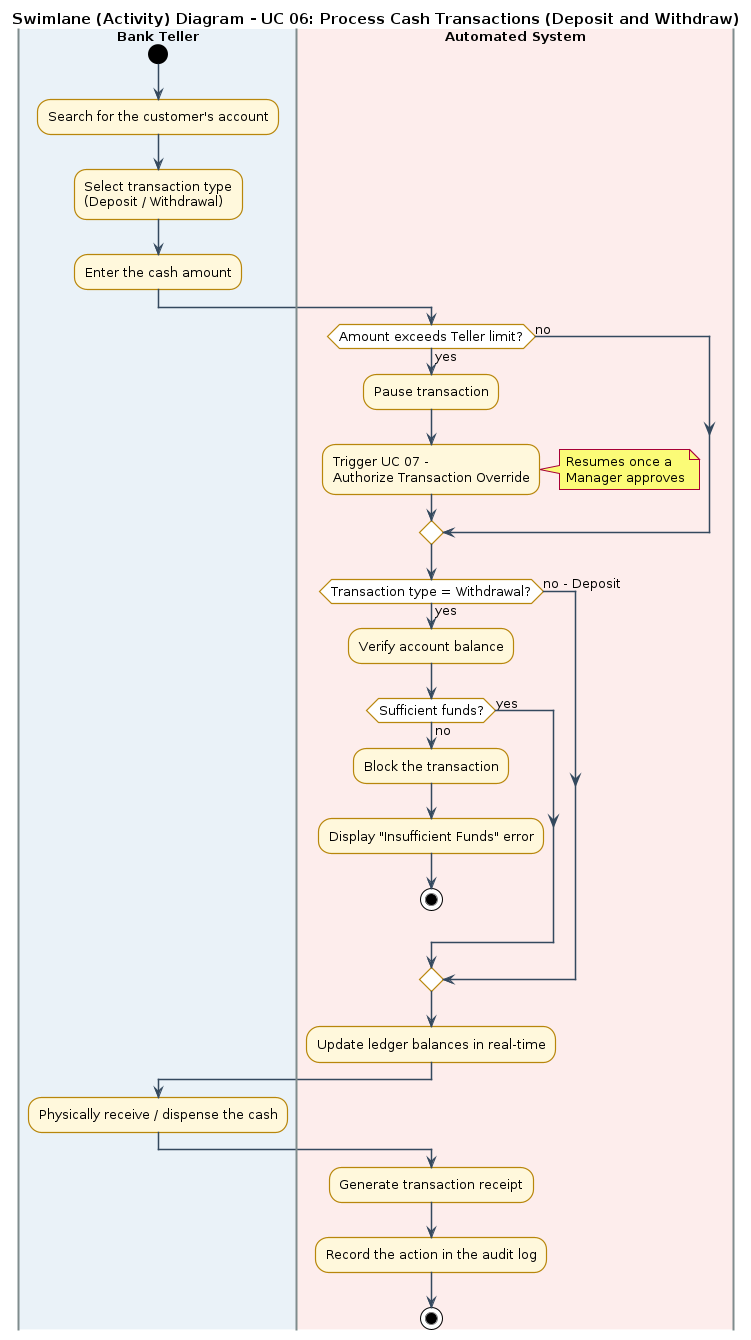 Swimlane (Activity) Diagram - UC 06: Process Cash Transactions (Deposit and Withdraw)
Bank Teller
Automated System
Search for the customer's account
Select transaction type
(Deposit / Withdrawal)
Enter the cash amount
Amount exceeds Teller limit?
no
yes
Pause transaction
Trigger UC 07 -
Authorize Transaction Override
Resumes once a
Manager approves
Transaction type = Withdrawal?
no - Deposit
yes
Verify account balance
Sufficient funds?
yes
no
Block the transaction
Display "Insufficient Funds" error
Update ledger balances in real-time
Physically receive / dispense the cash
Generate transaction receipt
Record the action in the audit log